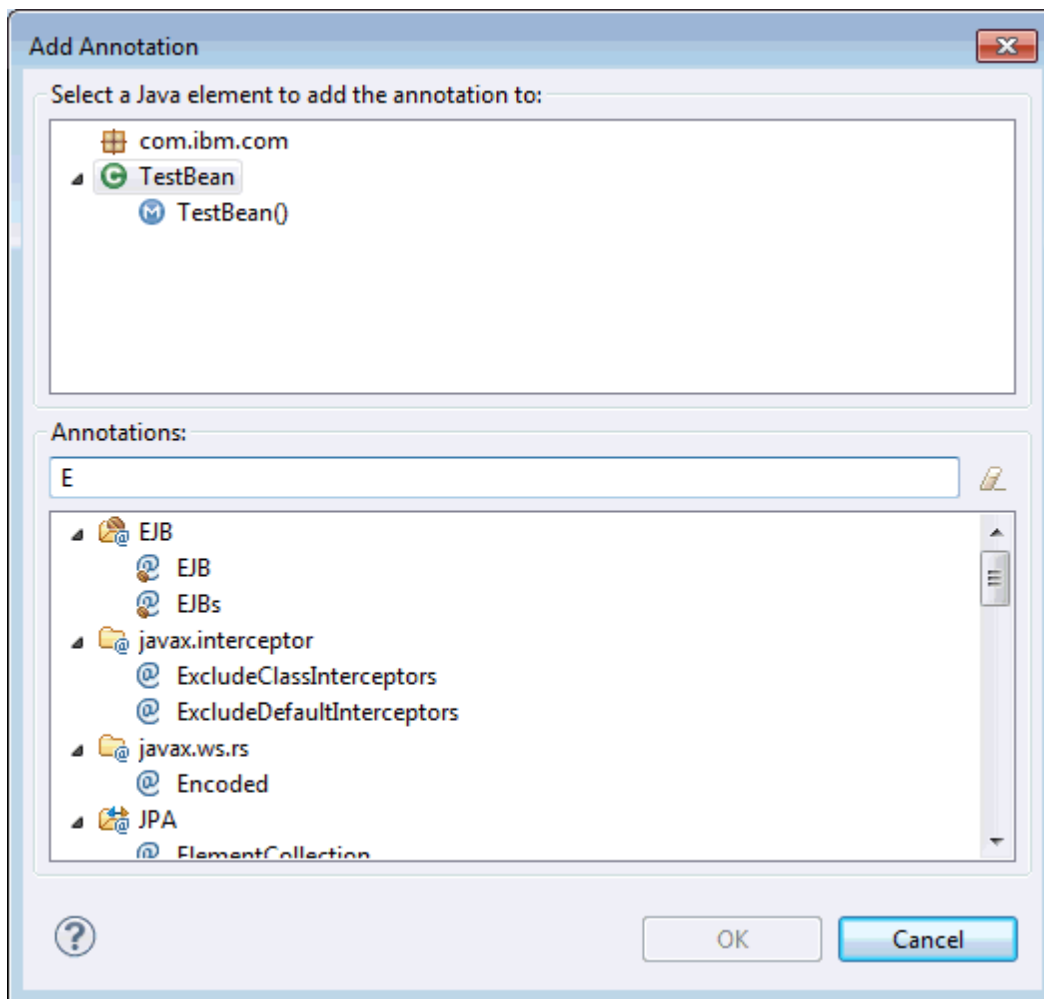 Add Annotation
Select a Java element to add the annotation to:
com.ibm.com
TestBean
TestBean()
Annotations:
E
EJB
EJB
EJBs
javax.interceptor
ExcludeClassInterceptors
ExcludeDefaultInterceptors
javax.ws.rs
Encoded
JPA
ElementCollection
OK
Cancel